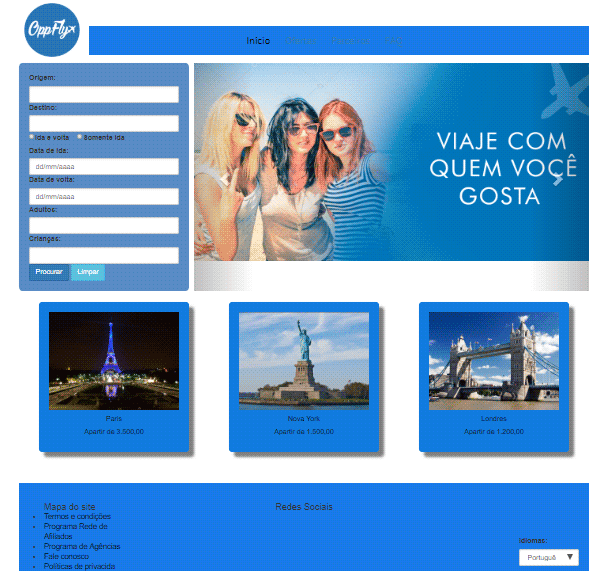 OppFly
Início
Origem:
Destino:
Ida e volta Somente Ida
Data de Ida:
dd/mm/aaaa
Data de volta:
dd/mm/aaaa
Adultos:
Crianças:
Procurar Limpar
VIAJE COM
QUEM VOCÊ
GOSTA
Paris
Apartir de 3.500,00
Nova York
Apartir de 1.500,00
Londres
Apartir de 1.200,00
Mapa do site
Termos e condições
Programa Rede de
Afiliados
Programa de Agências
Fale conosco
Políticas de privacida
Redes Sociais
Idiomas:
Portuguê